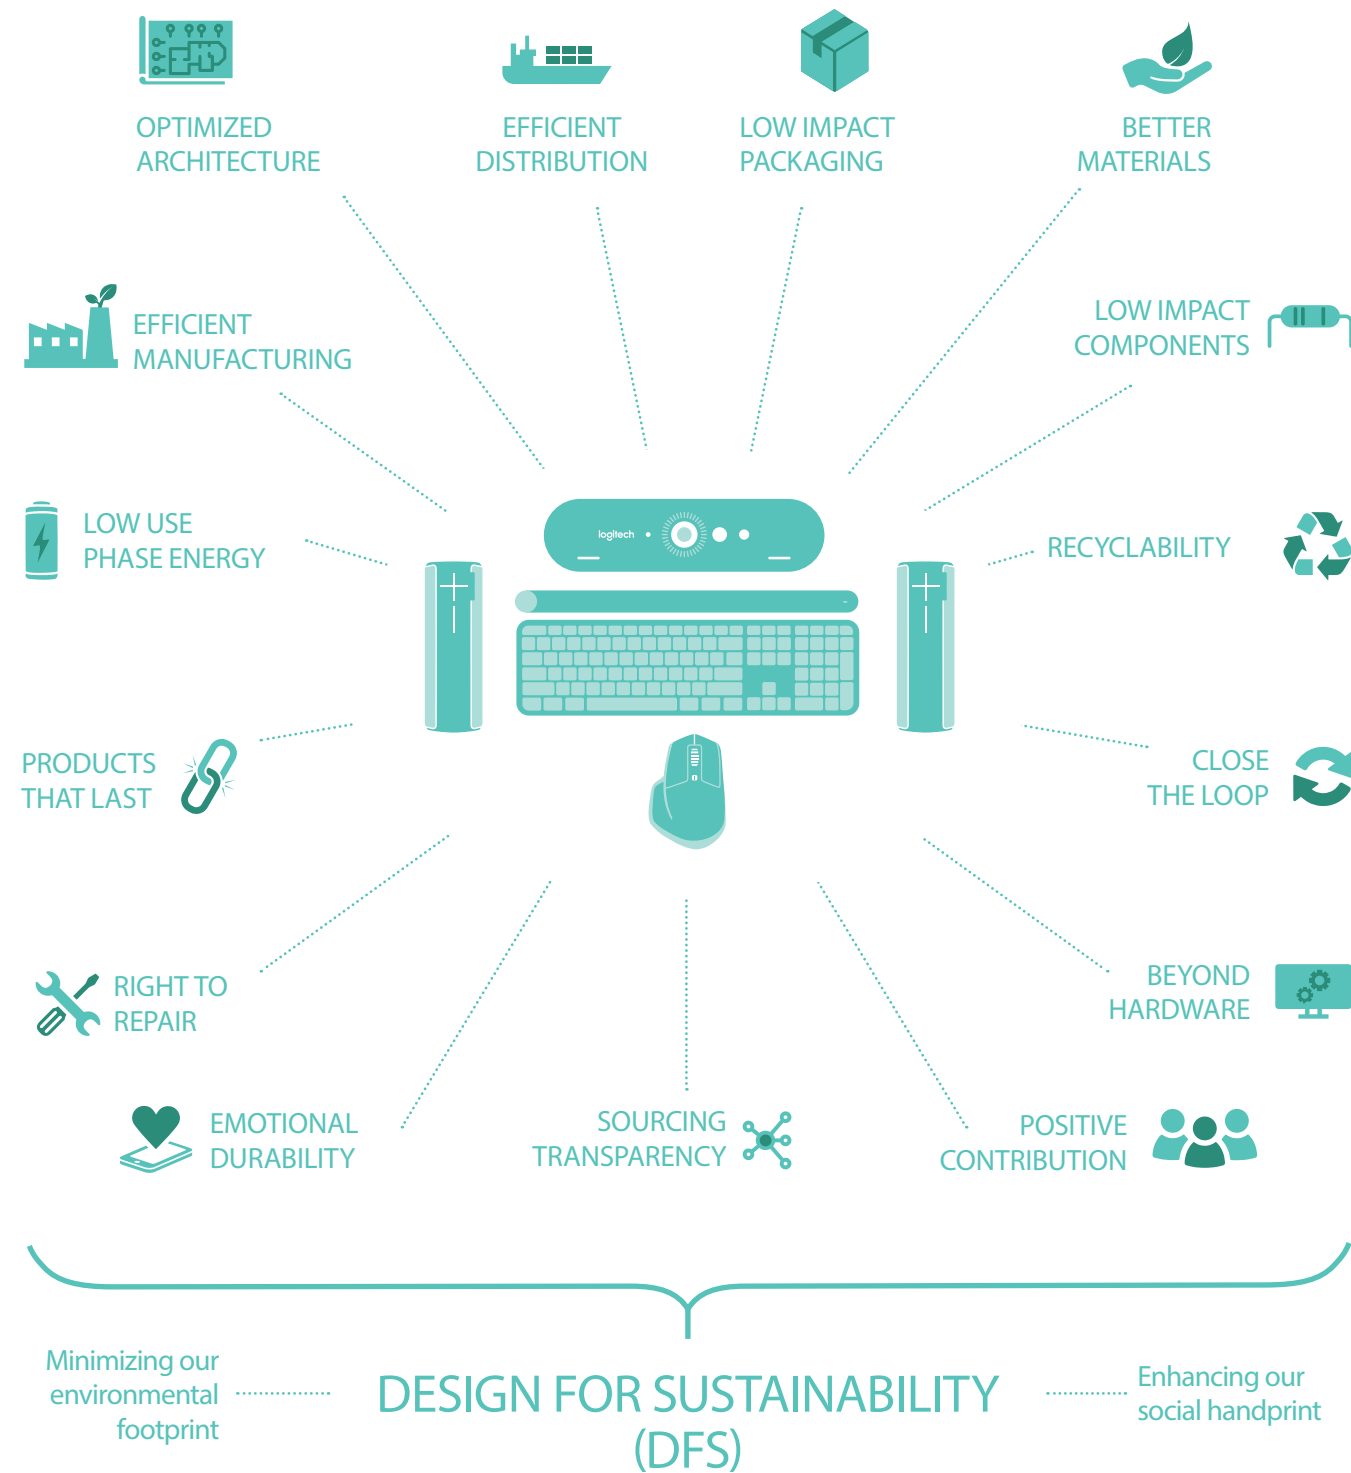 OPTIMIZED
ARCHITECTURE
EFFICIENT
DISTRIBUTION
LOW IMPACT
PACKAGING
BETTER
MATERIALS
EFFICIENT
MANUFACTURING
LOW IMPACT
COMPONENTS
LOW USE
PHASE ENERGY
logitech
RECYCLABILITY
PRODUCTS
THAT LAST
CLOSE
THE LOOP
RIGHT TO
REPAIR
BEYOND
HARDWARE
EMOTIONAL
DURABILITY
SOURCING
TRANSPARENCY
POSITIVE
CONTRIBUTION
Minimizing our
environmental
footprint
DESIGN FOR SUSTAINABILITY
(DFS)
Enhancing our
social handprint